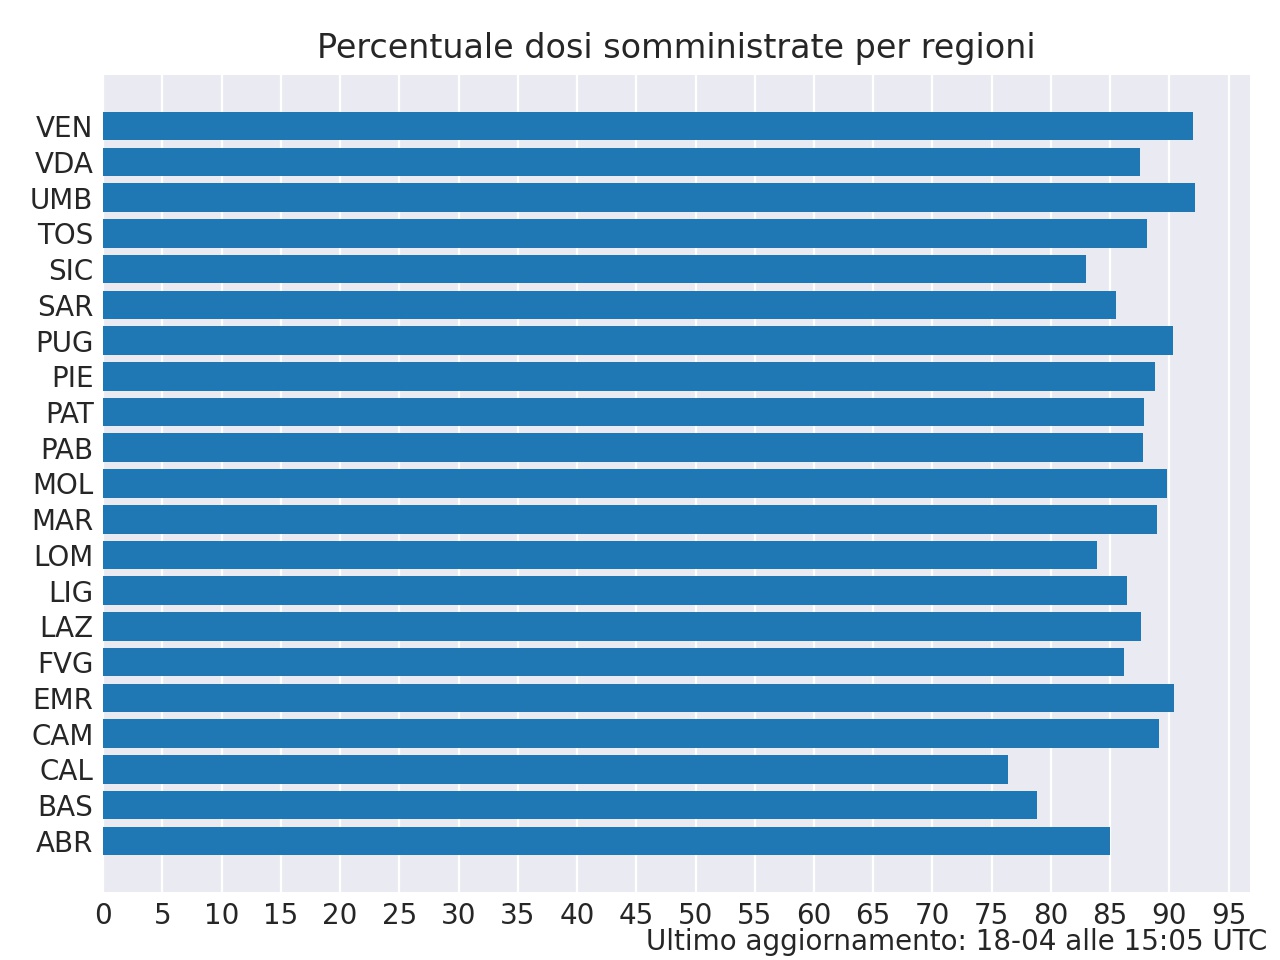 Percentuale dosi somministrate per regioni
VEN
VDA
UMB
TOS
SIC
SAR
PUG
PIE
PAT
PAB
MOL
MAR
LOM
LIG
LAZ
FVG
EMR
CAM
CAL
BAS
ABR
0 5 10 15 20 25 30 35 40 45 50 55 60 65 70 75 80 85 90 95
Ultimo aggiornamento: 18-04 alle 15:05 UTC